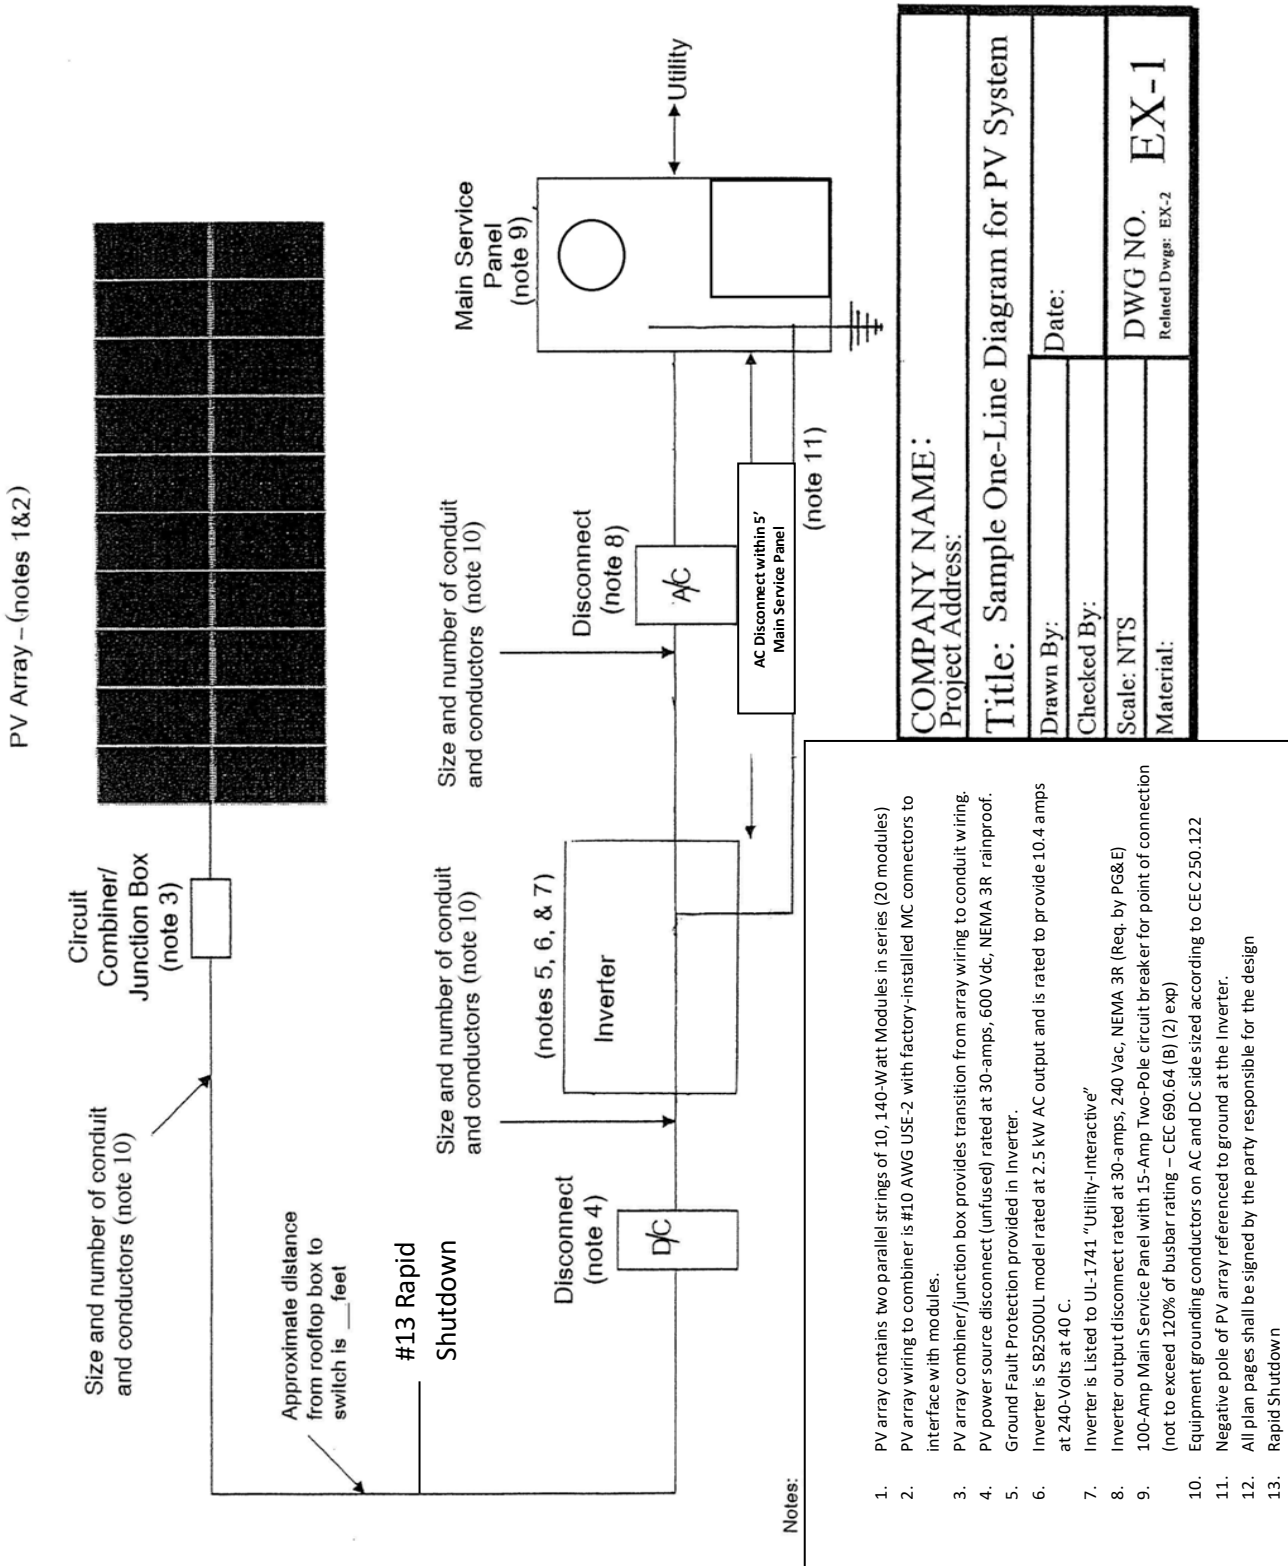 PV Array – (notes 1&2)
Circuit
Combiner/
Junction Box
(note 3)
Size and number of conduit
and conductors (note 10)
Approximate distance
from rooftop box to
switch is __feet
#13 Rapid
Shutdown
Disconnect
(note 4)
D/C
Size and number of conduit
and conductors (note 10)
(notes 5, 6, & 7)
Inverter
Size and number of conduit
and conductors (note 10)
Disconnect
(note 8)
A/C
AC Disconnect within 5’
Main Service Panel
(note 11)
Main Service
Panel
(note 9)
Utility
Notes:
1. PV array contains two parallel strings of 10, 140-Watt Modules in series (20 modules)
2. PV array wiring to combiner is #10 AWG USE-2 with factory-installed MC connectors to
interface with modules.
3. PV array combiner/junction box provides transition from array wiring to conduit wiring.
4. PV power source disconnect (unfused) rated at 30-amps, 600 Vdc, NEMA 3R rainproof.
5. Ground Fault Protection provided in Inverter.
6. Inverter is SB2500UL model rated at 2.5 kW AC output and is rated to provide 10.4 amps
at 240-Volts at 40 C.
7. Inverter is Listed to UL-1741 “Utility-Interactive”
8. Inverter output disconnect rated at 30-amps, 240 Vac, NEMA 3R (Req. by PG&E)
9. 100-Amp Main Service Panel with 15-Amp Two-Pole circuit breaker for point of connection
(not to exceed 120% of busbar rating – CEC 690.64 (B) (2) exp)
10. Equipment grounding conductors on AC and DC side sized according to CEC 250.122
11. Negative pole of PV array referenced to ground at the Inverter.
12. All plan pages shall be signed by the party responsible for the design
13. Rapid Shutdown
COMPANY NAME:
Project Address:
Title: Sample One-Line Diagram for PV System
Drawn By:
Date:
Checked By:
Scale: NTS
DWG NO. EX-1
Material:
Related Dwgs: EX-2